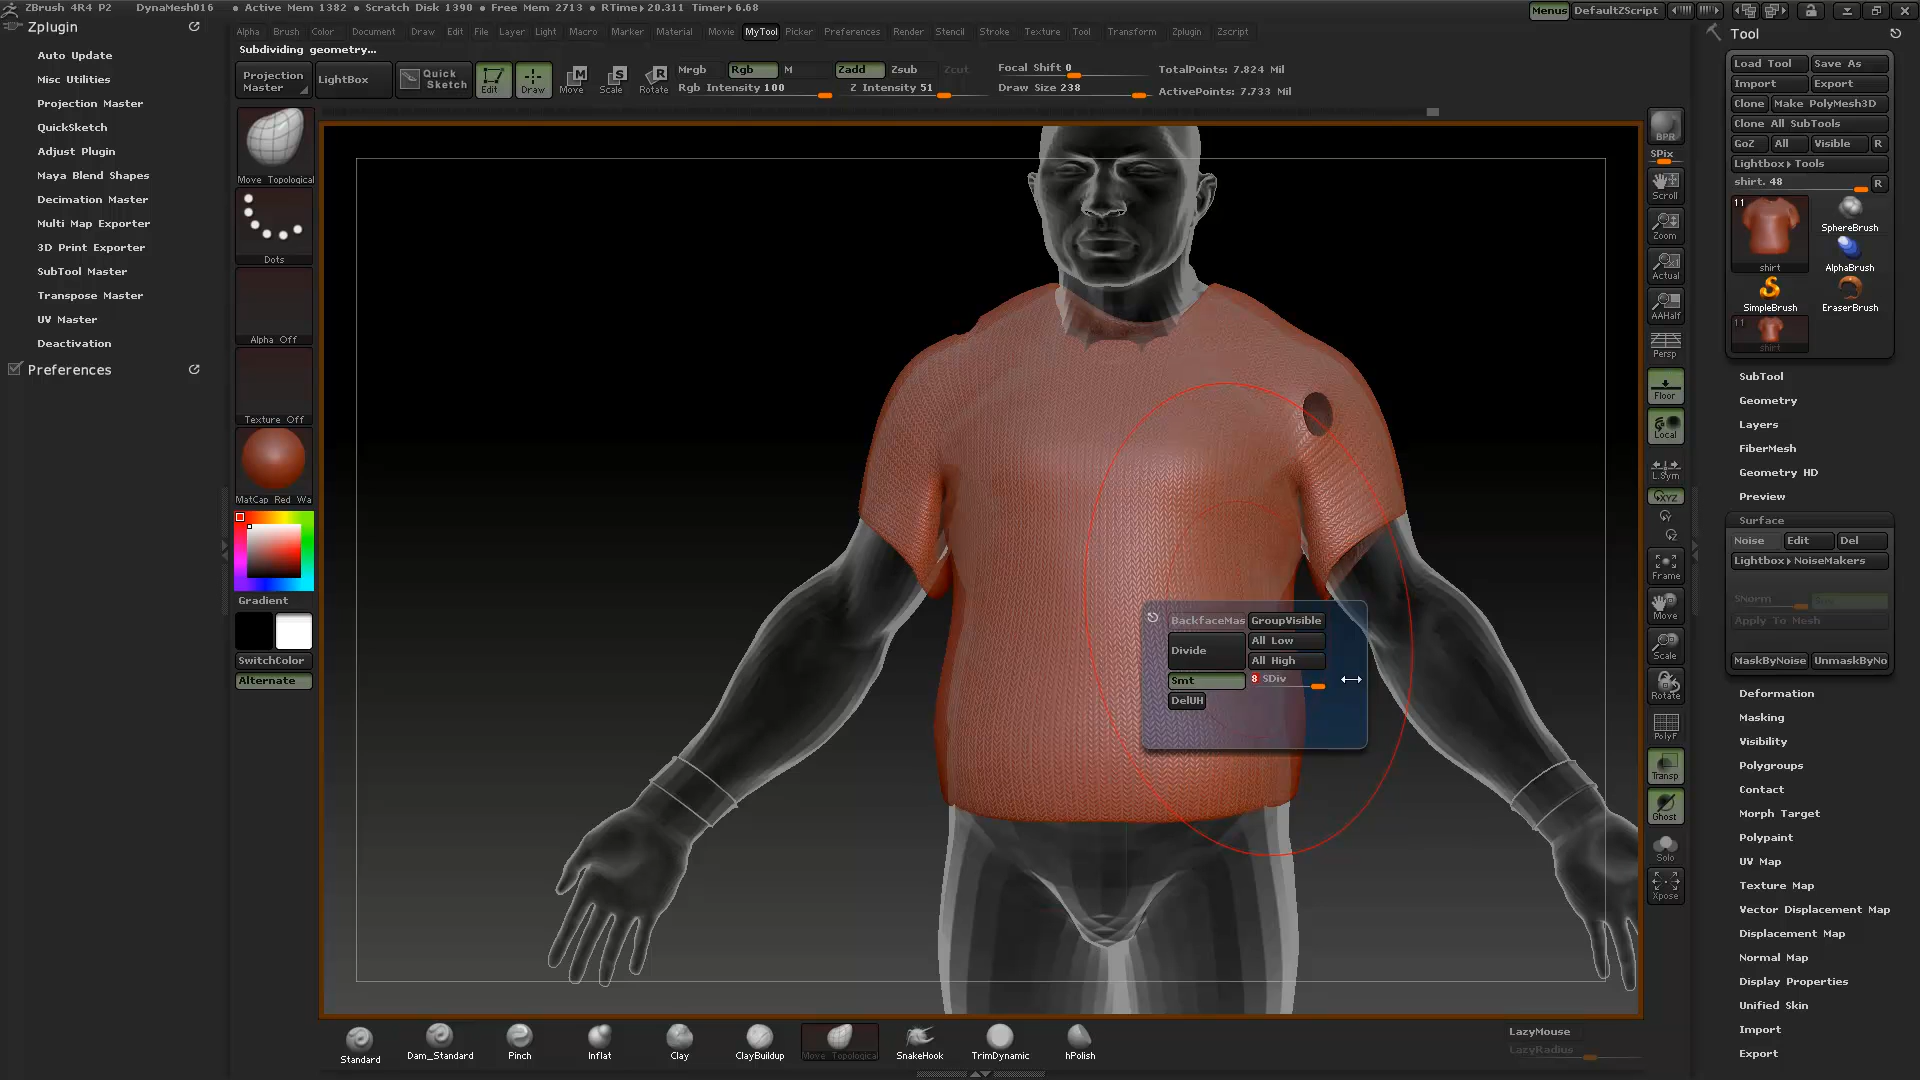 ZBrush 4R4 P2 DynaMesh016 • Active Mem 1382 • Scratch Disk 1390 • Free Mem 2713 • RTime▸20.311 Timer▸6.68 Menus DefaultZScript
Zplugin
Auto Update
Misc Utilities
Projection Master
QuickSketch
Adjust Plugin
Maya Blend Shapes
Decimation Master
Multi Map Exporter
3D Print Exporter
SubTool Master
Transpose Master
UV Master
Deactivation
Preferences
Alpha Brush Color Document Draw Edit File Layer Light Macro Marker Material Movie MyTool Picker Preferences Render Stencil Stroke Texture Tool Transform Zplugin Zscript
Subdividing geometry...
Projection Master
LightBox
Quick Sketch
Edit
Draw
Move
Scale
Rotate
Mrgb Rgb M
Rgb Intensity 100
Zadd Zsub Zcut
Z Intensity 51
Focal Shift 0
Draw Size 238
TotalPoints: 7.824 Mil
ActivePoints: 7.733 Mil
Move Topological
Dots
Alpha Off
Texture Off
MatCap Red Wa
Gradient
SwitchColor
Alternate
BackfaceMas GroupVisible
Divide
All Low
All High
Smt
8 SDiv
DelUH
BPR
SPix
Scroll
Zoom
Actual
AAHalf
Persp
Floor
Local
L.Sym
XYZ
Frame
Move
Scale
Rotate
PolyF
Transp
Ghost
Solo
Xpose
Tool
Load Tool Save As
Import Export
Clone Make PolyMesh3D
Clone All SubTools
GoZ All Visible R
Lightbox▸Tools
shirt. 48 R
11
shirt
SphereBrush
AlphaBrush
SimpleBrush
EraserBrush
11
shirt
SubTool
Geometry
Layers
FiberMesh
Geometry HD
Preview
Surface
Noise Edit Del
Lightbox▸NoiseMakers
SNorm
Apply To Mesh
MaskByNoise UnmaskByNo
Deformation
Masking
Visibility
Polygroups
Contact
Morph Target
Polypaint
UV Map
Texture Map
Vector Displacement Map
Displacement Map
Normal Map
Display Properties
Unified Skin
Import
Export
Standard
Dam_Standard
Pinch
Inflat
Clay
ClayBuildup
Move Topological
SnakeHook
TrimDynamic
hPolish
LazyMouse
LazyRadius